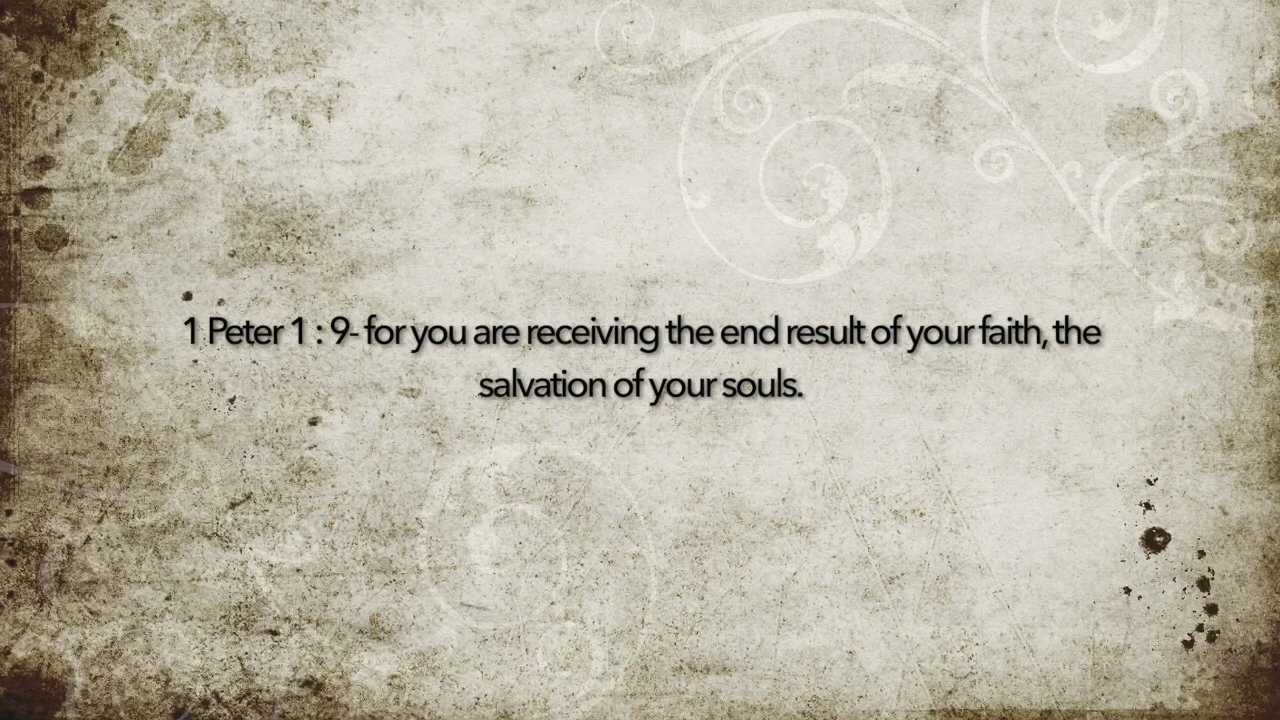 1 Peter 1 : 9- for you are receiving the end result of your faith, the
salvation of your souls.